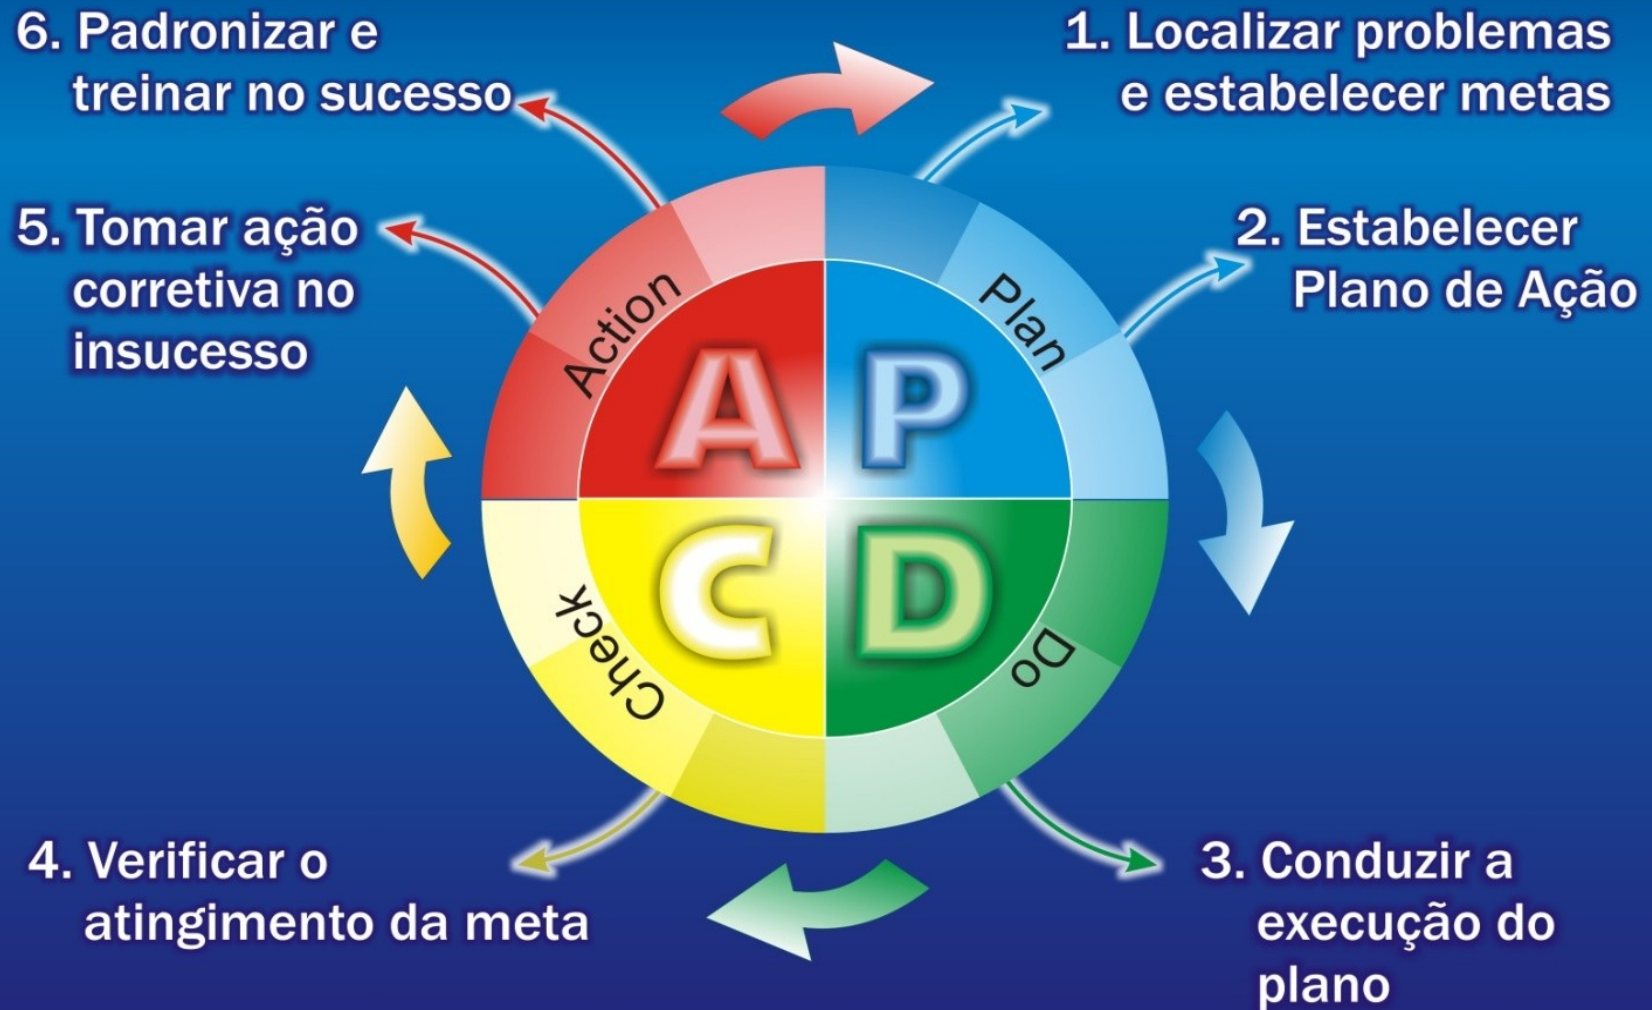 6. Padronizar e
treinar no sucesso
1. Localizar problemas
e estabelecer metas
5. Tomar ação
corretiva no
insucesso
2. Estabelecer
Plano de Ação
Action
Plan
A P
C D
Check
Do
4. Verificar o
atingimento da meta
3. Conduzir a
execução do
plano